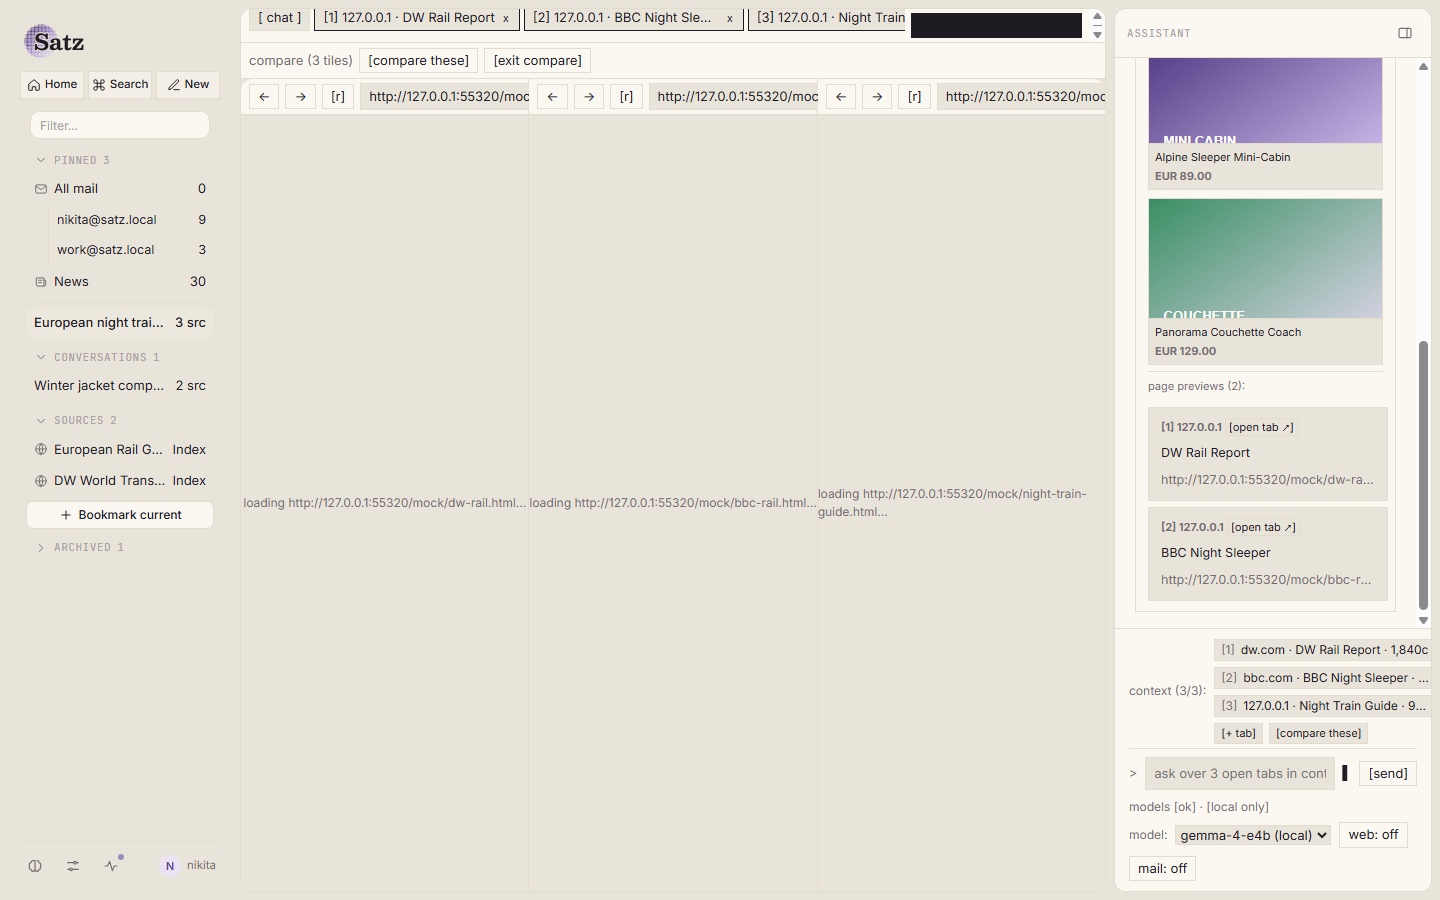 Satz
Home
Search
New
Filter...
PINNED 3
All mail 0
nikita@satz.local 9
work@satz.local 3
News 30
European night trai... 3 src
CONVERSATIONS 1
Winter jacket comp... 2 src
SOURCES 2
European Rail G... Index
DW World Trans... Index
+ Bookmark current
ARCHIVED 1
N nikita
[ chat ]
[1] 127.0.0.1 · DW Rail Report x
[2] 127.0.0.1 · BBC Night Sle... x
[3] 127.0.0.1 · Night Train
compare (3 tiles) [compare these] [exit compare]
← → [r] http://127.0.0.1:55320/moc
← → [r] http://127.0.0.1:55320/moc
← → [r] http://127.0.0.1:55320/moc
loading http://127.0.0.1:55320/mock/dw-rail.html...
loading http://127.0.0.1:55320/mock/bbc-rail.html...
loading http://127.0.0.1:55320/mock/night-train-
guide.html...
ASSISTANT
MINI CABIN
Alpine Sleeper Mini-Cabin
EUR 89.00
COUCHETTE
Panorama Couchette Coach
EUR 129.00
page previews (2):
[1] 127.0.0.1 [open tab ↗]
DW Rail Report
http://127.0.0.1:55320/mock/dw-ra...
[2] 127.0.0.1 [open tab ↗]
BBC Night Sleeper
http://127.0.0.1:55320/mock/bbc-r...
context (3/3):
[1] dw.com · DW Rail Report · 1,840c
[2] bbc.com · BBC Night Sleeper · ...
[3] 127.0.0.1 · Night Train Guide · 9...
[+ tab] [compare these]
> ask over 3 open tabs in cont [send]
models [ok] · [local only]
model: gemma-4-e4b (local) web: off
mail: off